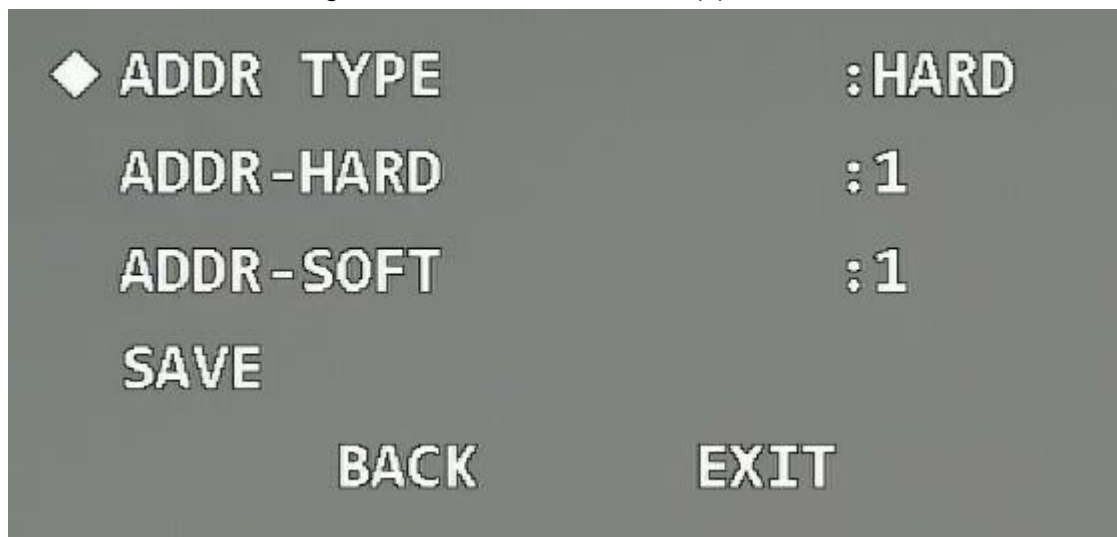 ◆ ADDR TYPE :HARD
ADDR-HARD :1
ADDR-SOFT :1
SAVE
BACK EXIT